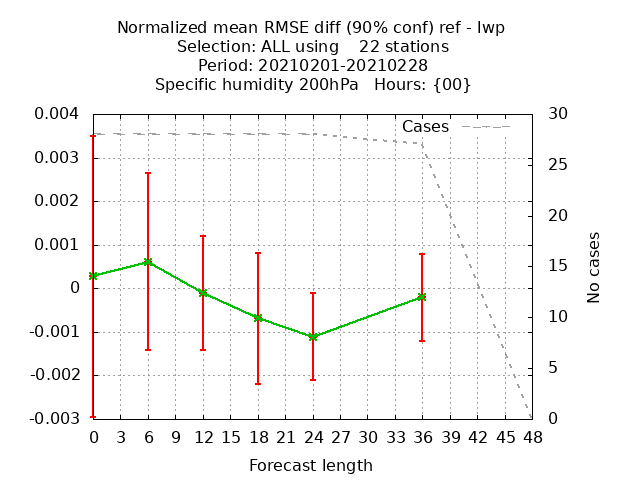 Normalized mean RMSE diff (90% conf) ref - lwp
Selection: ALL using    22 stations
Period: 20210201-20210228
Specific humidity 200hPa   Hours: {00}
Cases
0.004
0.003
0.002
0.001
0
-0.001
-0.002
-0.003
30
25
20
15
10
5
0
No cases
0 3 6 9 12 15 18 21 24 27 30 33 36 39 42 45 48
Forecast length